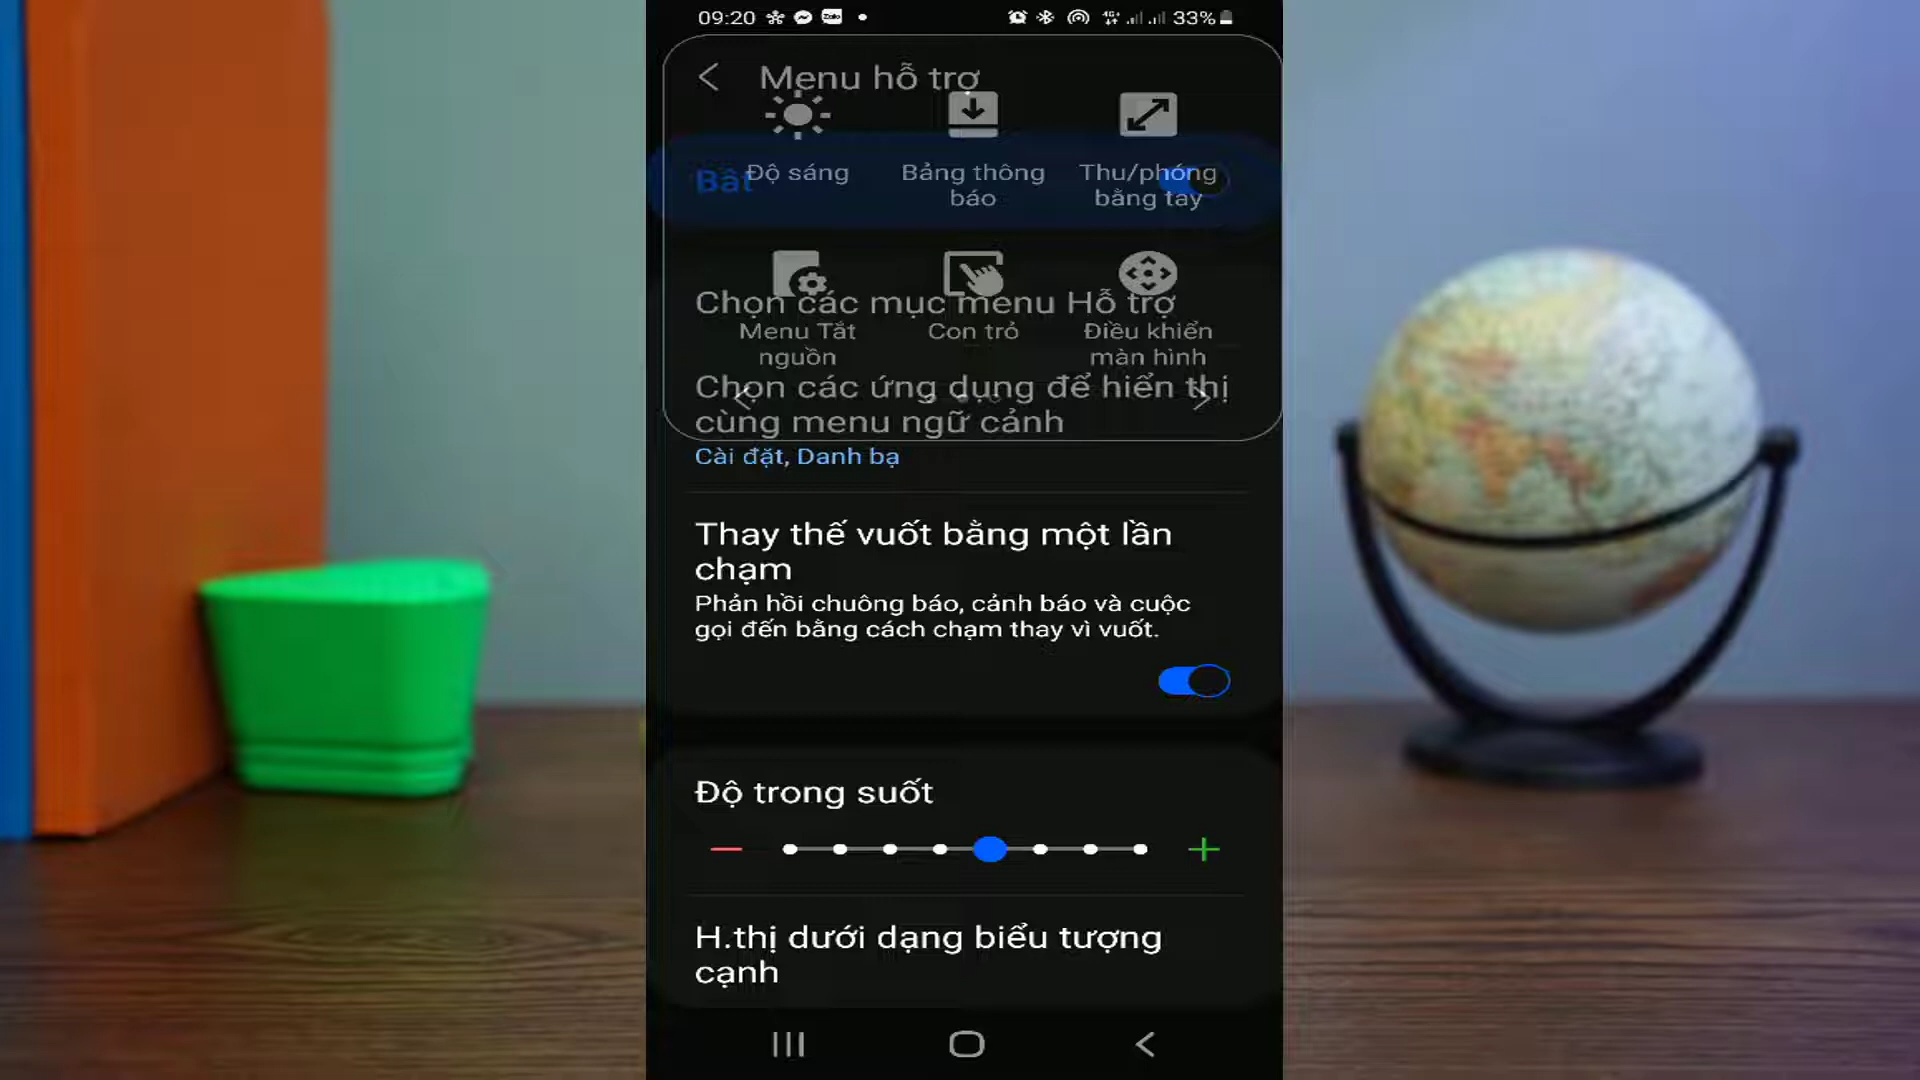 09:20
Zalo
4G+
33%
Menu hỗ trợ
Bật
Độ sáng
Bảng thông
báo
Thu/phóng
bằng tay
Chọn các mục menu Hỗ trợ
Menu Tắt
nguồn
Con trỏ
Điều khiển
màn hình
Chọn các ứng dụng để hiển thị
cùng menu ngữ cảnh
Cài đặt, Danh bạ
Thay thế vuốt bằng một lần
chạm
Phản hồi chuông báo, cảnh báo và cuộc
gọi đến bằng cách chạm thay vì vuốt.
Độ trong suốt
H.thị dưới dạng biểu tượng
cạnh